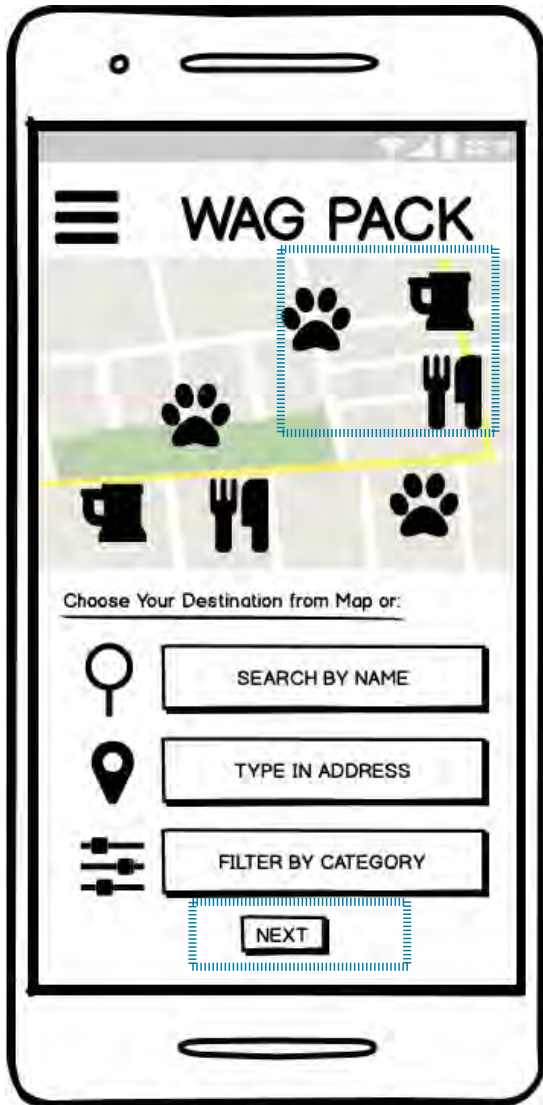 WAG PACK
Choose Your Destination from Map or:
SEARCH BY NAME
TYPE IN ADDRESS
FILTER BY CATEGORY
NEXT